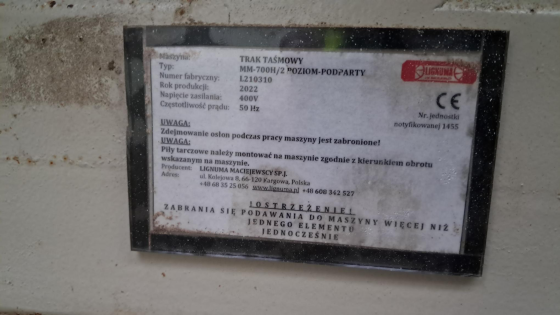 Maszyna: TRAK TAŚMOWY
Typ: MM-700H/2 POZIOM-PODPARTY
Numer fabryczny: L210310
Rok produkcji: 2022
Napięcie zasilania: 400V
Częstotliwość prądu: 50 Hz
LIGNUMA
CE
Nr. jednostki
notyfikowanej 1455
UWAGA:
Zdejmowanie osłon podczas pracy maszyny jest zabronione!
UWAGA:
Piły tarczowe należy montować na maszynie zgodnie z kierunkiem obrotu
wskazanym na maszynie.
Producent: LIGNUMA MACIEJEWSCY SP.J.
Adres: ul. Kolejowa 8, 66-120 Kargowa, Polska
+48 68 35 25 056 www.lignuma.pl +48 608 342 527
!OSTRZEŻENIE!
ZABRANIA SIĘ PODAWANIA DO MASZYNY WIĘCEJ NIŻ
JEDNEGO ELEMENTU
JEDNOCZEŚNIE